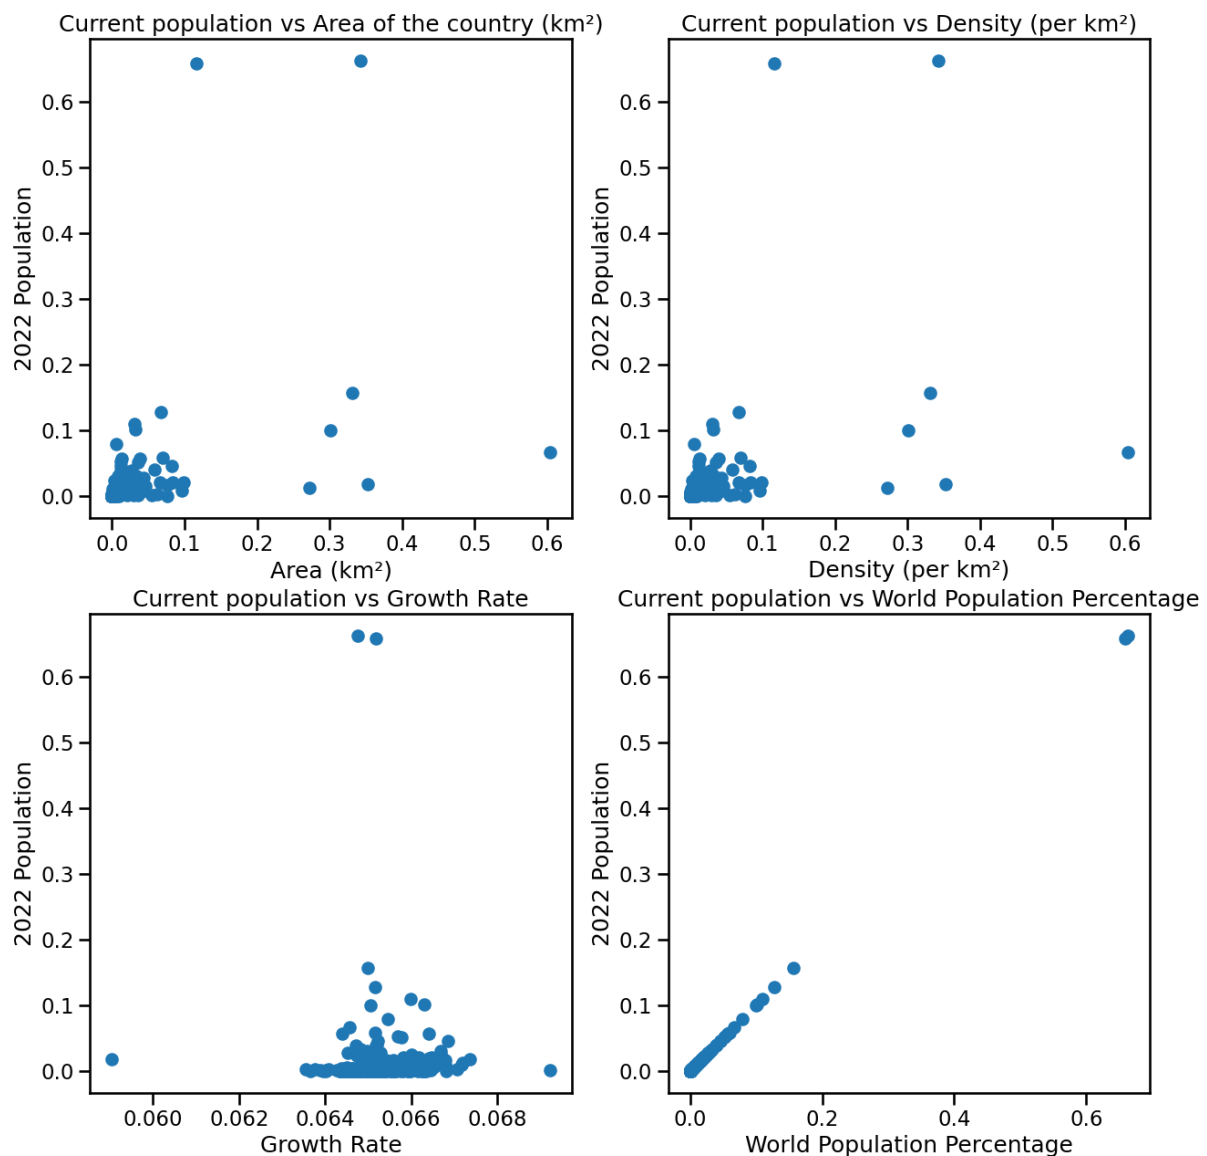 Current population vs Area of the country (km²)
2022 Population
0.6
0.5
0.4
0.3
0.2
0.1
0.0
0.0 0.1 0.2 0.3 0.4 0.5 0.6
Area (km²)
Current population vs Density (per km²)
2022 Population
0.6
0.5
0.4
0.3
0.2
0.1
0.0
0.0 0.1 0.2 0.3 0.4 0.5 0.6
Density (per km²)
Current population vs Growth Rate
2022 Population
0.6
0.5
0.4
0.3
0.2
0.1
0.0
0.060 0.062 0.064 0.066 0.068
Growth Rate
Current population vs World Population Percentage
2022 Population
0.6
0.5
0.4
0.3
0.2
0.1
0.0
0.0 0.2 0.4 0.6
World Population Percentage